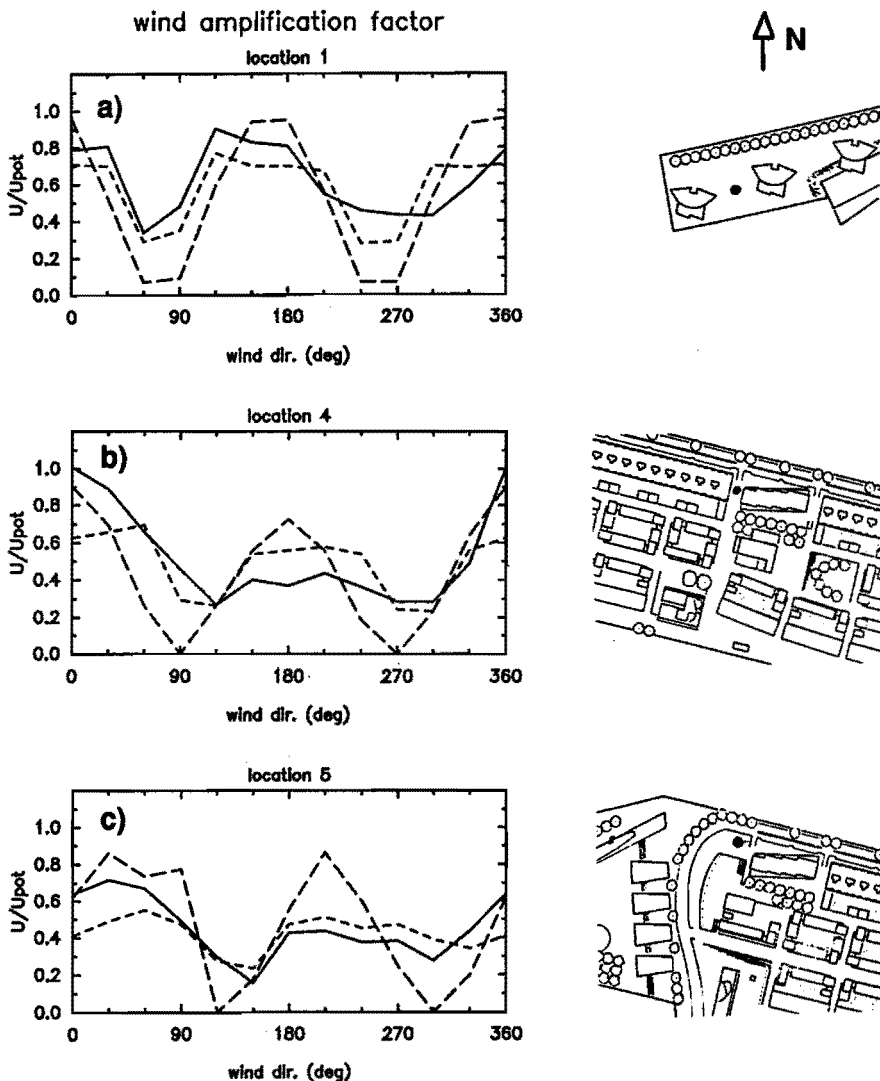 wind amplification factor
N
location 1
a)
U/Upot
1.0
0.8
0.6
0.4
0.2
0.0
0 90 180 270 360
wind dir. (deg)
location 4
b)
U/Upot
1.0
0.8
0.6
0.4
0.2
0.0
0 90 180 270 360
wind dir. (deg)
location 5
c)
U/Upot
1.0
0.8
0.6
0.4
0.2
0.0
0 90 180 270 360
wind dir. (deg)